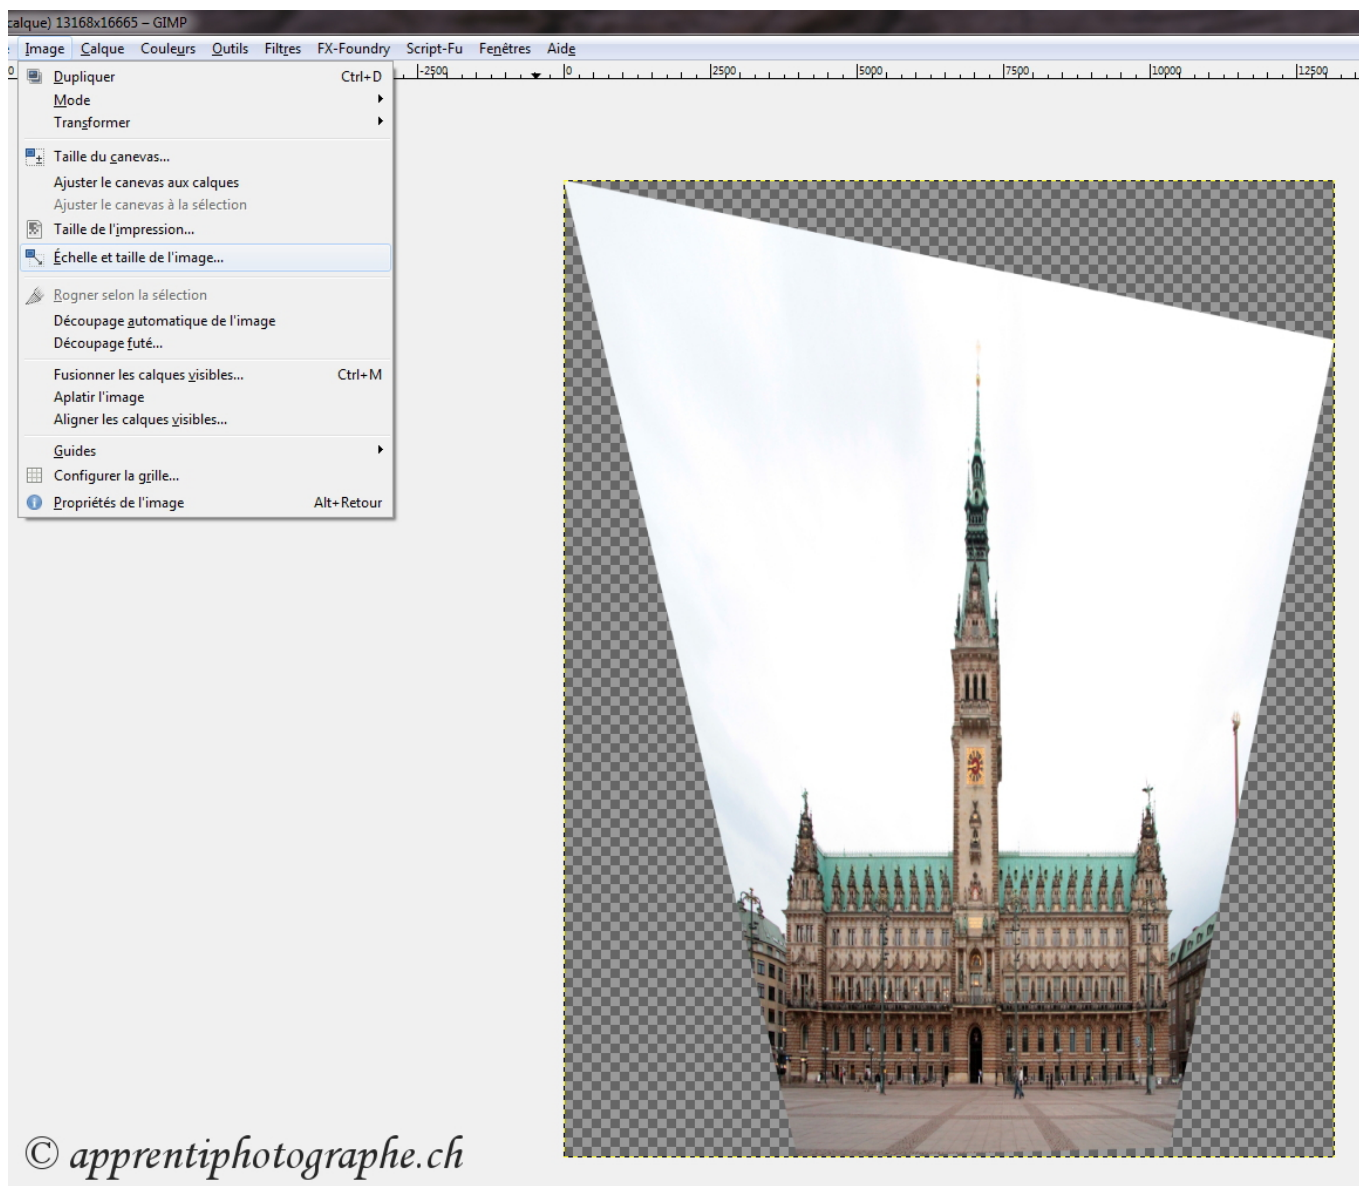 calque) 13168x16665 – GIMP
Image Calque Couleurs Outils Filtres FX-Foundry Script-Fu Fenêtres Aide
-2500 0 2500 5000 7500 10000 12500
Dupliquer Ctrl+D
Mode
Transformer
Taille du canevas...
Ajuster le canevas aux calques
Ajuster le canevas à la sélection
Taille de l'impression...
Échelle et taille de l'image...
Rogner selon la sélection
Découpage automatique de l'image
Découpage futé...
Fusionner les calques visibles... Ctrl+M
Aplatir l'image
Aligner les calques visibles...
Guides
Configurer la grille...
Propriétés de l'image Alt+Retour
© apprentiphotographe.ch